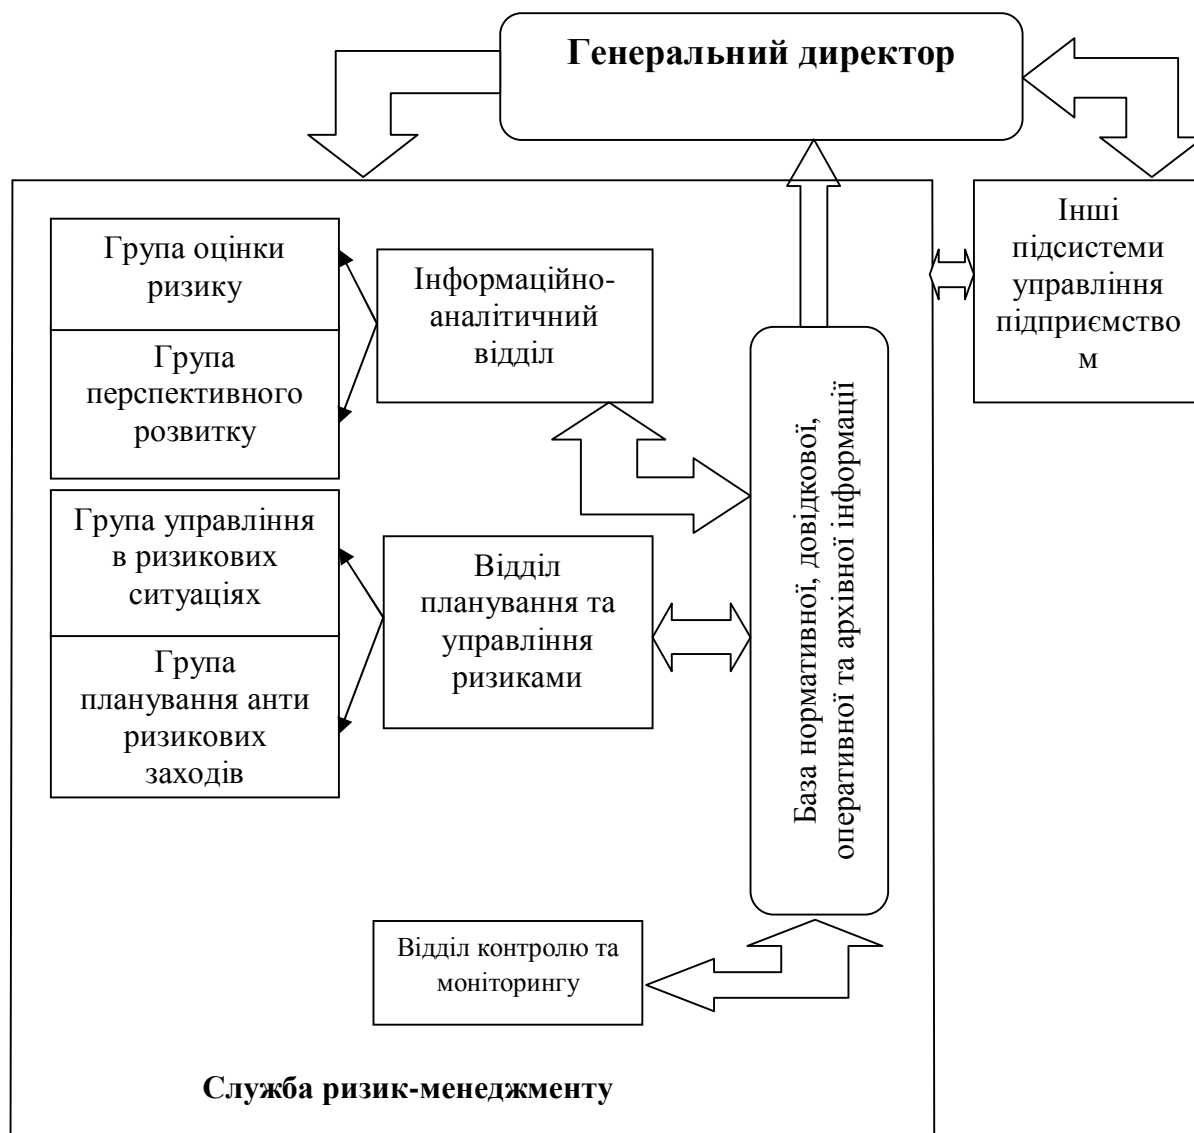 Генеральний директор
Інші
підсистеми
управління
підприємство
м
Група оцінки
ризику
Група
перспективного
розвитку
Інформаційно-
аналітичний
відділ
Група управління
в ризикових
ситуаціях
Група
планування анти
ризикових
заходів
Відділ
планування та
управління
ризиками
База нормативної, довідкової,
оперативної та архівної інформації
Відділ контролю та
моніторингу
Служба ризик-менеджменту